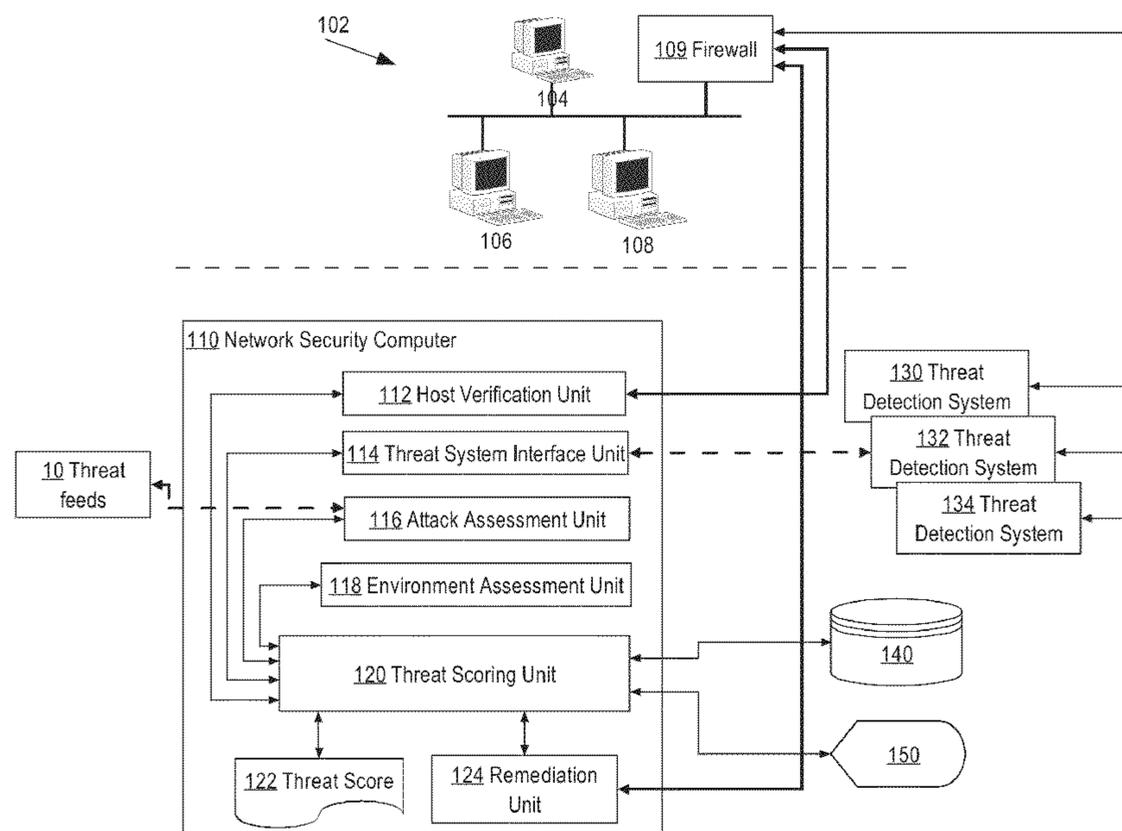 102
109 Firewall
104
106
108
110 Network Security Computer
112 Host Verification Unit
114 Threat System Interface Unit
10 Threat
feeds
116 Attack Assessment Unit
118 Environment Assessment Unit
120 Threat Scoring Unit
122 Threat Score
124 Remediation
Unit
130 Threat
Detection System
132 Threat
Detection System
134 Threat
Detection System
140
150